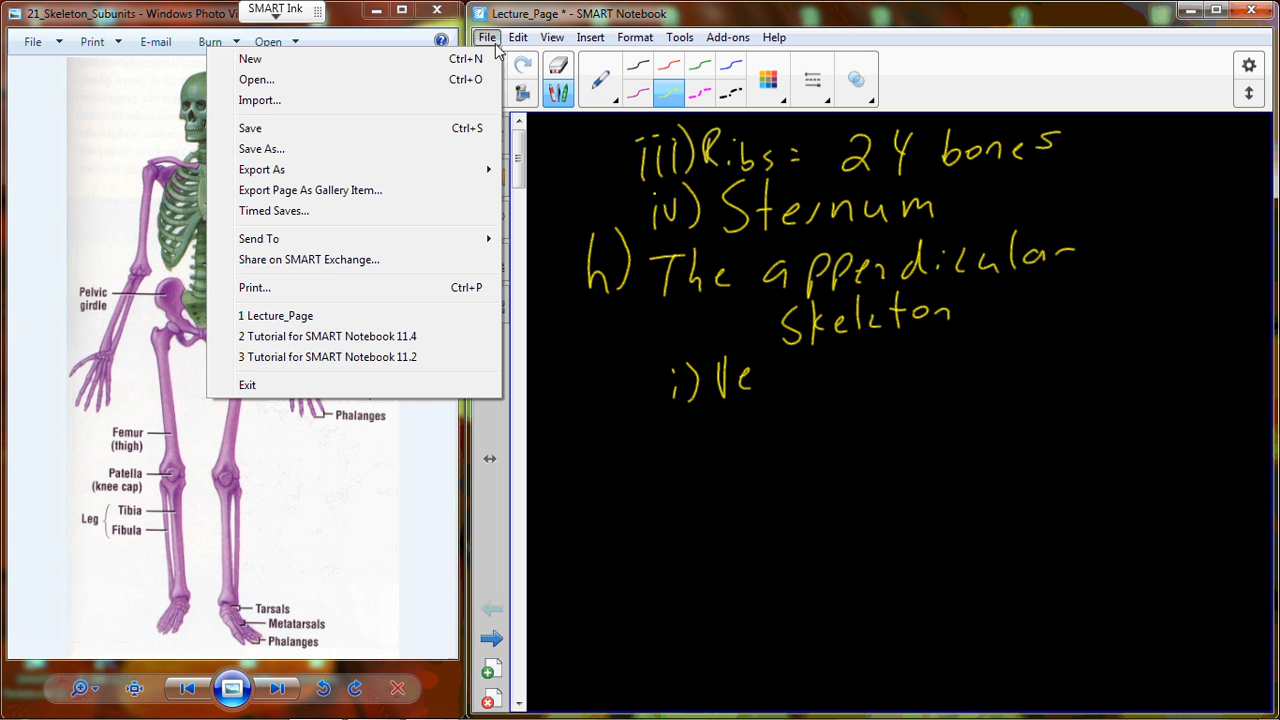 21_Skeleton_Subunits - Windows Photo Vi
SMART Ink
File Print E-mail Burn Open
Lecture_Page * - SMART Notebook
File Edit View Insert Format Tools Add-ons Help
New Ctrl+N
Open... Ctrl+O
Import...
Save Ctrl+S
Save As...
Export As
Export Page As Gallery Item...
Timed Saves...
Send To
Share on SMART Exchange...
Print... Ctrl+P
1 Lecture_Page
2 Tutorial for SMART Notebook 11.4
3 Tutorial for SMART Notebook 11.2
Exit
Pelvic
girdle
Phalanges
Femur
(thigh)
Patella
(knee cap)
Leg
Tibia
Fibula
Tarsals
Metatarsals
Phalanges
iii) Ribs = 24 bones
iv) Sternum
h) The appendicular
skeleton
i) Ve